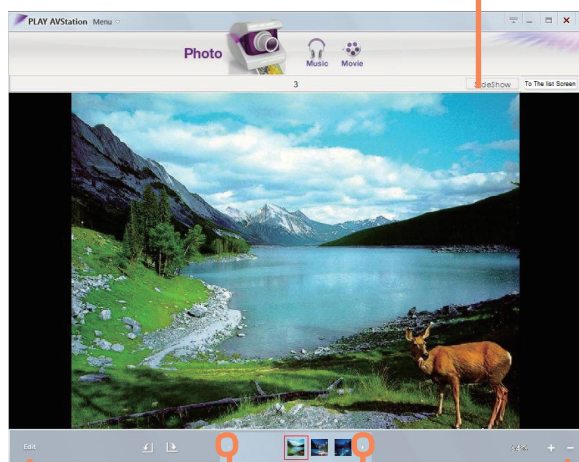 PLAY AVStation Menu
Photo
Music Movie
3
SlideShow To The list Screen
Edit